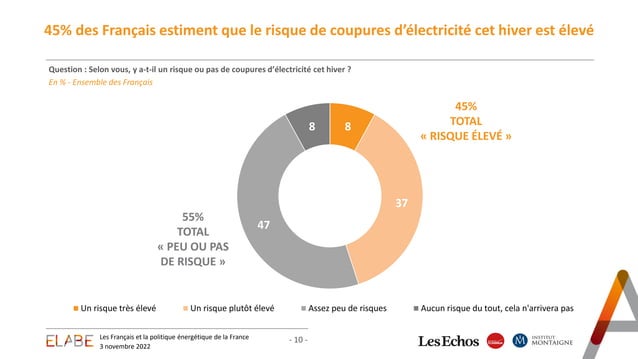 45% des Français estiment que le risque de coupures d’électricité cet hiver est élevé
Question : Selon vous, y a-t-il un risque ou pas de coupures d’électricité cet hiver ?
En % - Ensemble des Français
45%
TOTAL
« RISQUE ÉLEVÉ »
8
8
37
47
55%
TOTAL
« PEU OU PAS
DE RISQUE »
Un risque très élevé
Un risque plutôt élevé
Assez peu de risques
Aucun risque du tout, cela n'arrivera pas
ELABE
Les Français et la politique énergétique de la France
3 novembre 2022
- 10 -
Les Echos
INSTITUT
MONTAIGNE